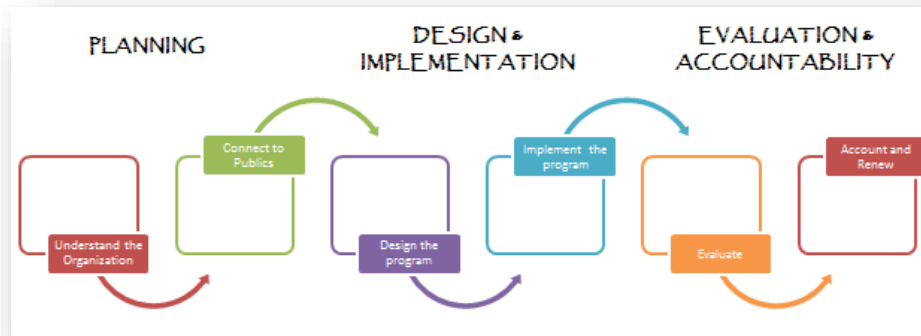 PLANNING
DESIGN &
IMPLEMENTATION
EVALUATION &
ACCOUNTABILITY
Connect to
Publics
Implement the
program
Account and
Renew
Understand the
Organization
Design the
program
Evaluate